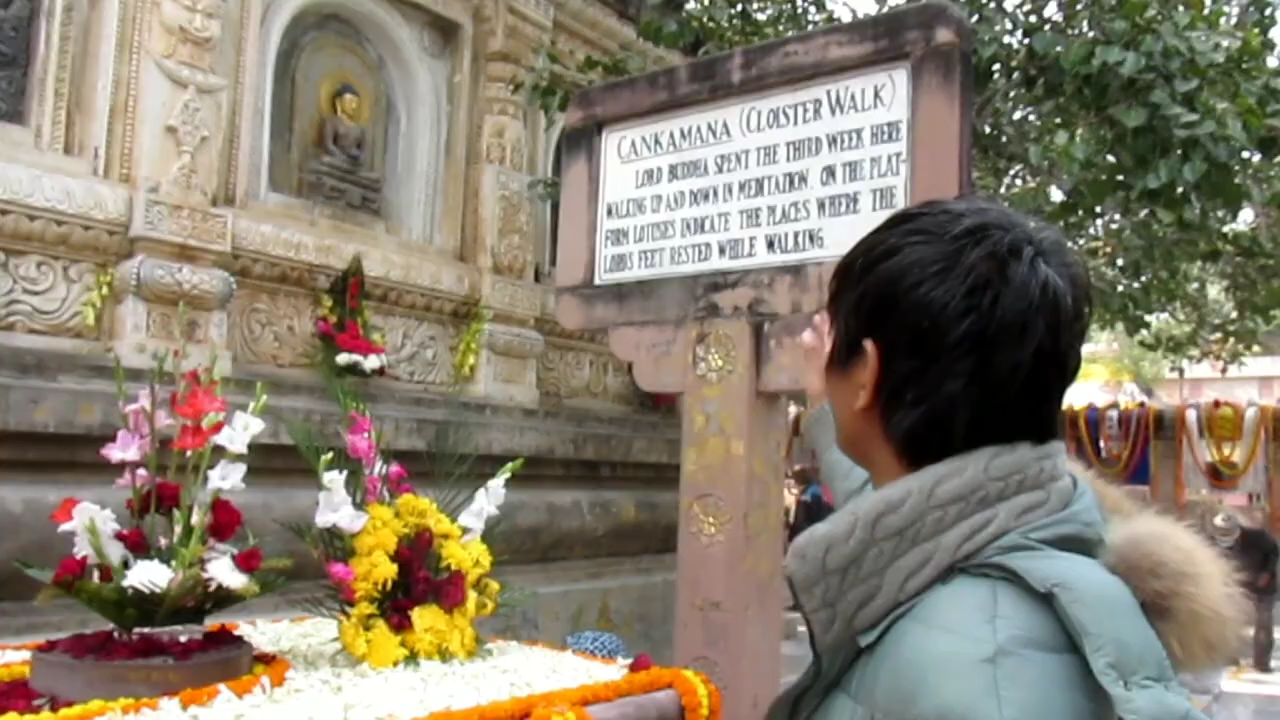 CANKAMANA (CLOISTER WALK)
LORD BUDDHA SPENT THE THIRD WEEK HERE
WALKING UP AND DOWN IN MEDITATION. ON THE PLAT-
FORM LOTUSES INDICATE THE PLACES WHERE THE
LORD'S FEET RESTED WHILE WALKING.